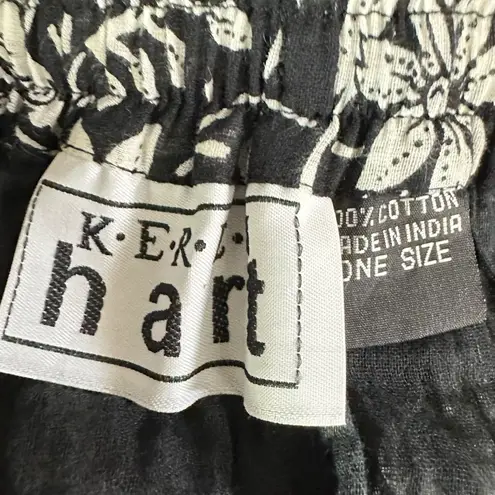 K·E·R·
hart
00% COTTON
ADE IN INDIA
ONE SIZE